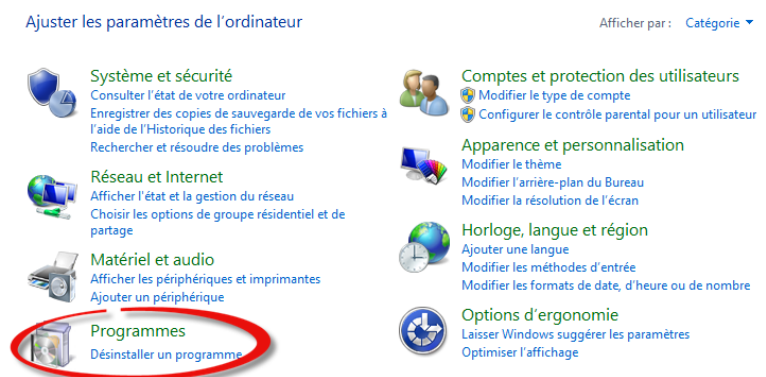 Ajuster les paramètres de l'ordinateur
Afficher par : Catégorie
Système et sécurité
Consulter l'état de votre ordinateur
Enregistrer des copies de sauvegarde de vos fichiers à
l'aide de l'Historique des fichiers
Rechercher et résoudre des problèmes
Réseau et Internet
Afficher l'état et la gestion du réseau
Choisir les options de groupe résidentiel et de
partage
Matériel et audio
Afficher les périphériques et imprimantes
Ajouter un périphérique
Programmes
Désinstaller un programme
Comptes et protection des utilisateurs
Modifier le type de compte
Configurer le contrôle parental pour un utilisateur
Apparence et personnalisation
Modifier le thème
Modifier l'arrière-plan du Bureau
Modifier la résolution de l'écran
Horloge, langue et région
Ajouter une langue
Modifier les méthodes d'entrée
Modifier les formats de date, d'heure ou de nombre
Options d'ergonomie
Laisser Windows suggérer les paramètres
Optimiser l'affichage